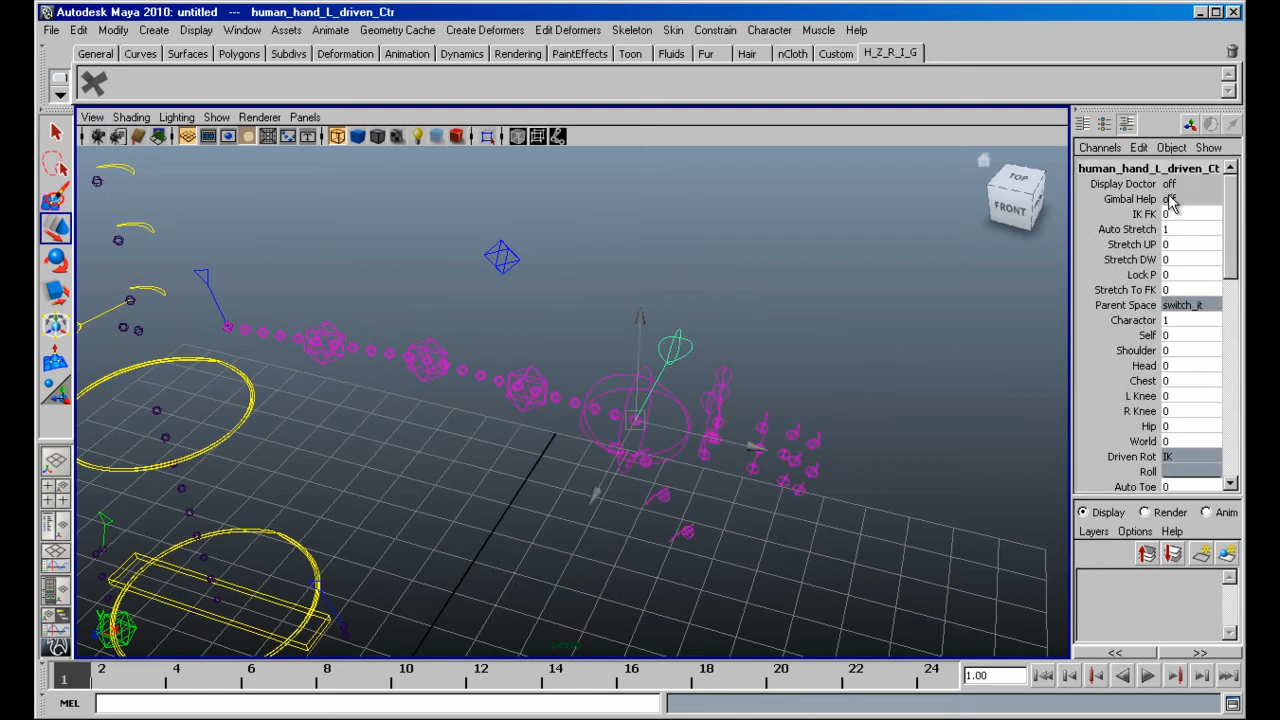 Autodesk Maya 2010: untitled --- human_hand_L_driven_Ctr
File Edit Modify Create Display Window Assets Animate Geometry Cache Create Deformers Edit Deformers Skeleton Skin Constrain Character Muscle Help
General Curves Surfaces Polygons Subdivs Deformation Animation Dynamics Rendering PaintEffects Toon Fluids Fur Hair nCloth Custom H_Z_R_I_G
View Shading Lighting Show Renderer Panels
Channels Edit Object Show
human_hand_L_driven_Ct
Display Doctor off
Gimbal Help off
IK FK 0
Auto Stretch 1
Stretch UP 0
Stretch DW 0
Lock P 0
Stretch To FK 0
Parent Space switch_it
Charactor 1
Self 0
Shoulder 0
Head 0
Chest 0
L Knee 0
R Knee 0
Hip 0
World 0
Driven Rot IK
Roll
Auto Toe 0
TOP
FRONT
persp
Display Render Anim
Layers Options Help
<< >>
1 2 4 6 8 10 12 14 16 18 20 22 24 1.00
MEL